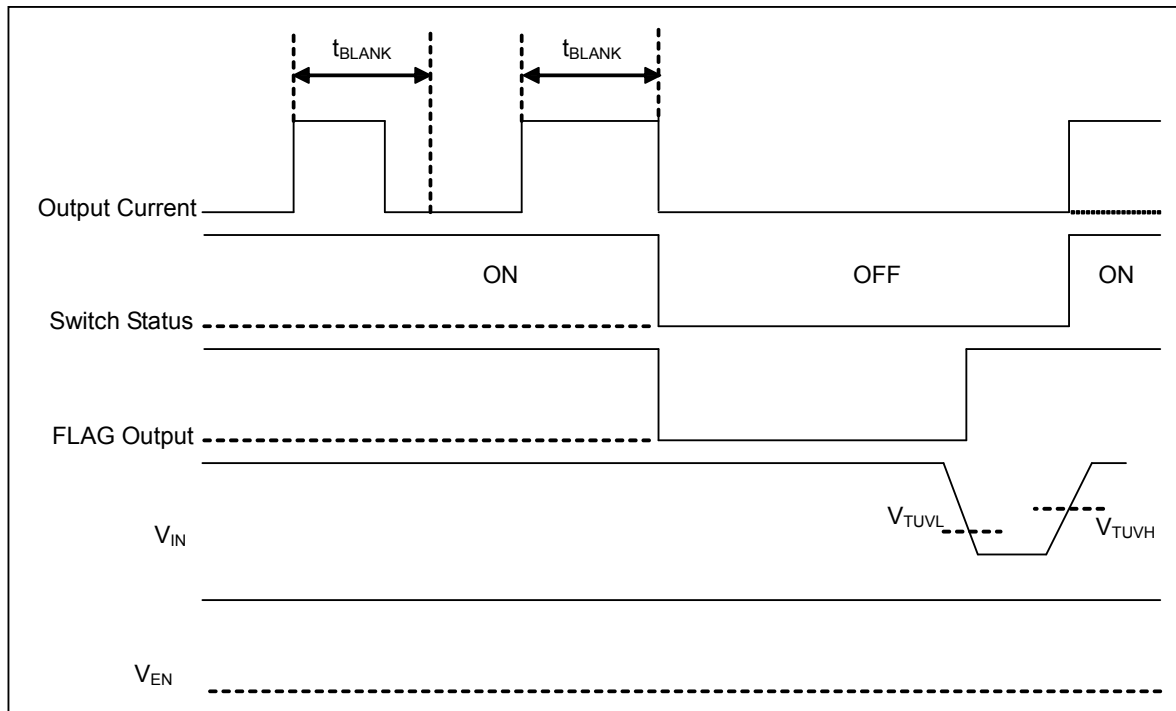 tBLANK tBLANK
Output Current
ON OFF ON
Switch Status
FLAG Output
VTUVL
VTUVH
VIN
VEN